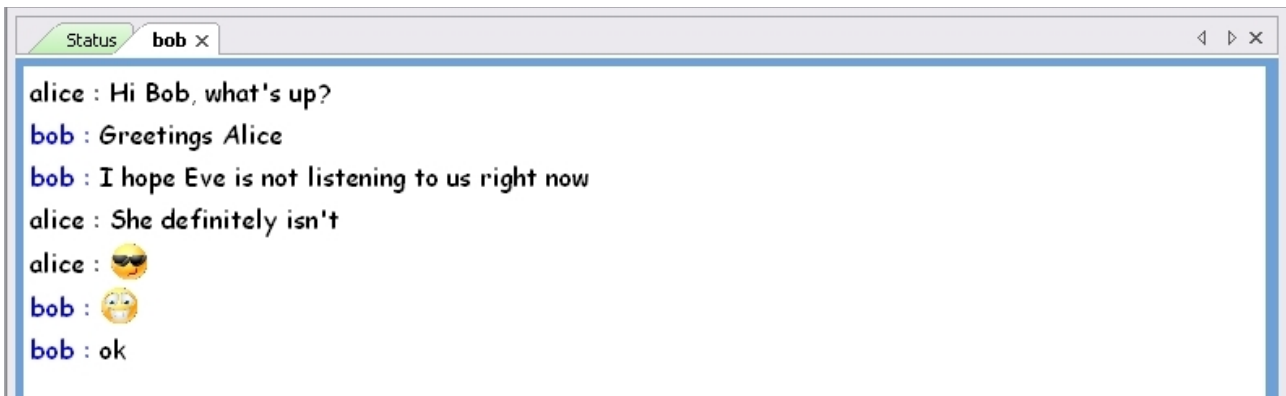 Status bob
alice : Hi Bob, what's up?
bob : Greetings Alice
bob : I hope Eve is not listening to us right now
alice : She definitely isn't
alice :
bob :
bob : ok